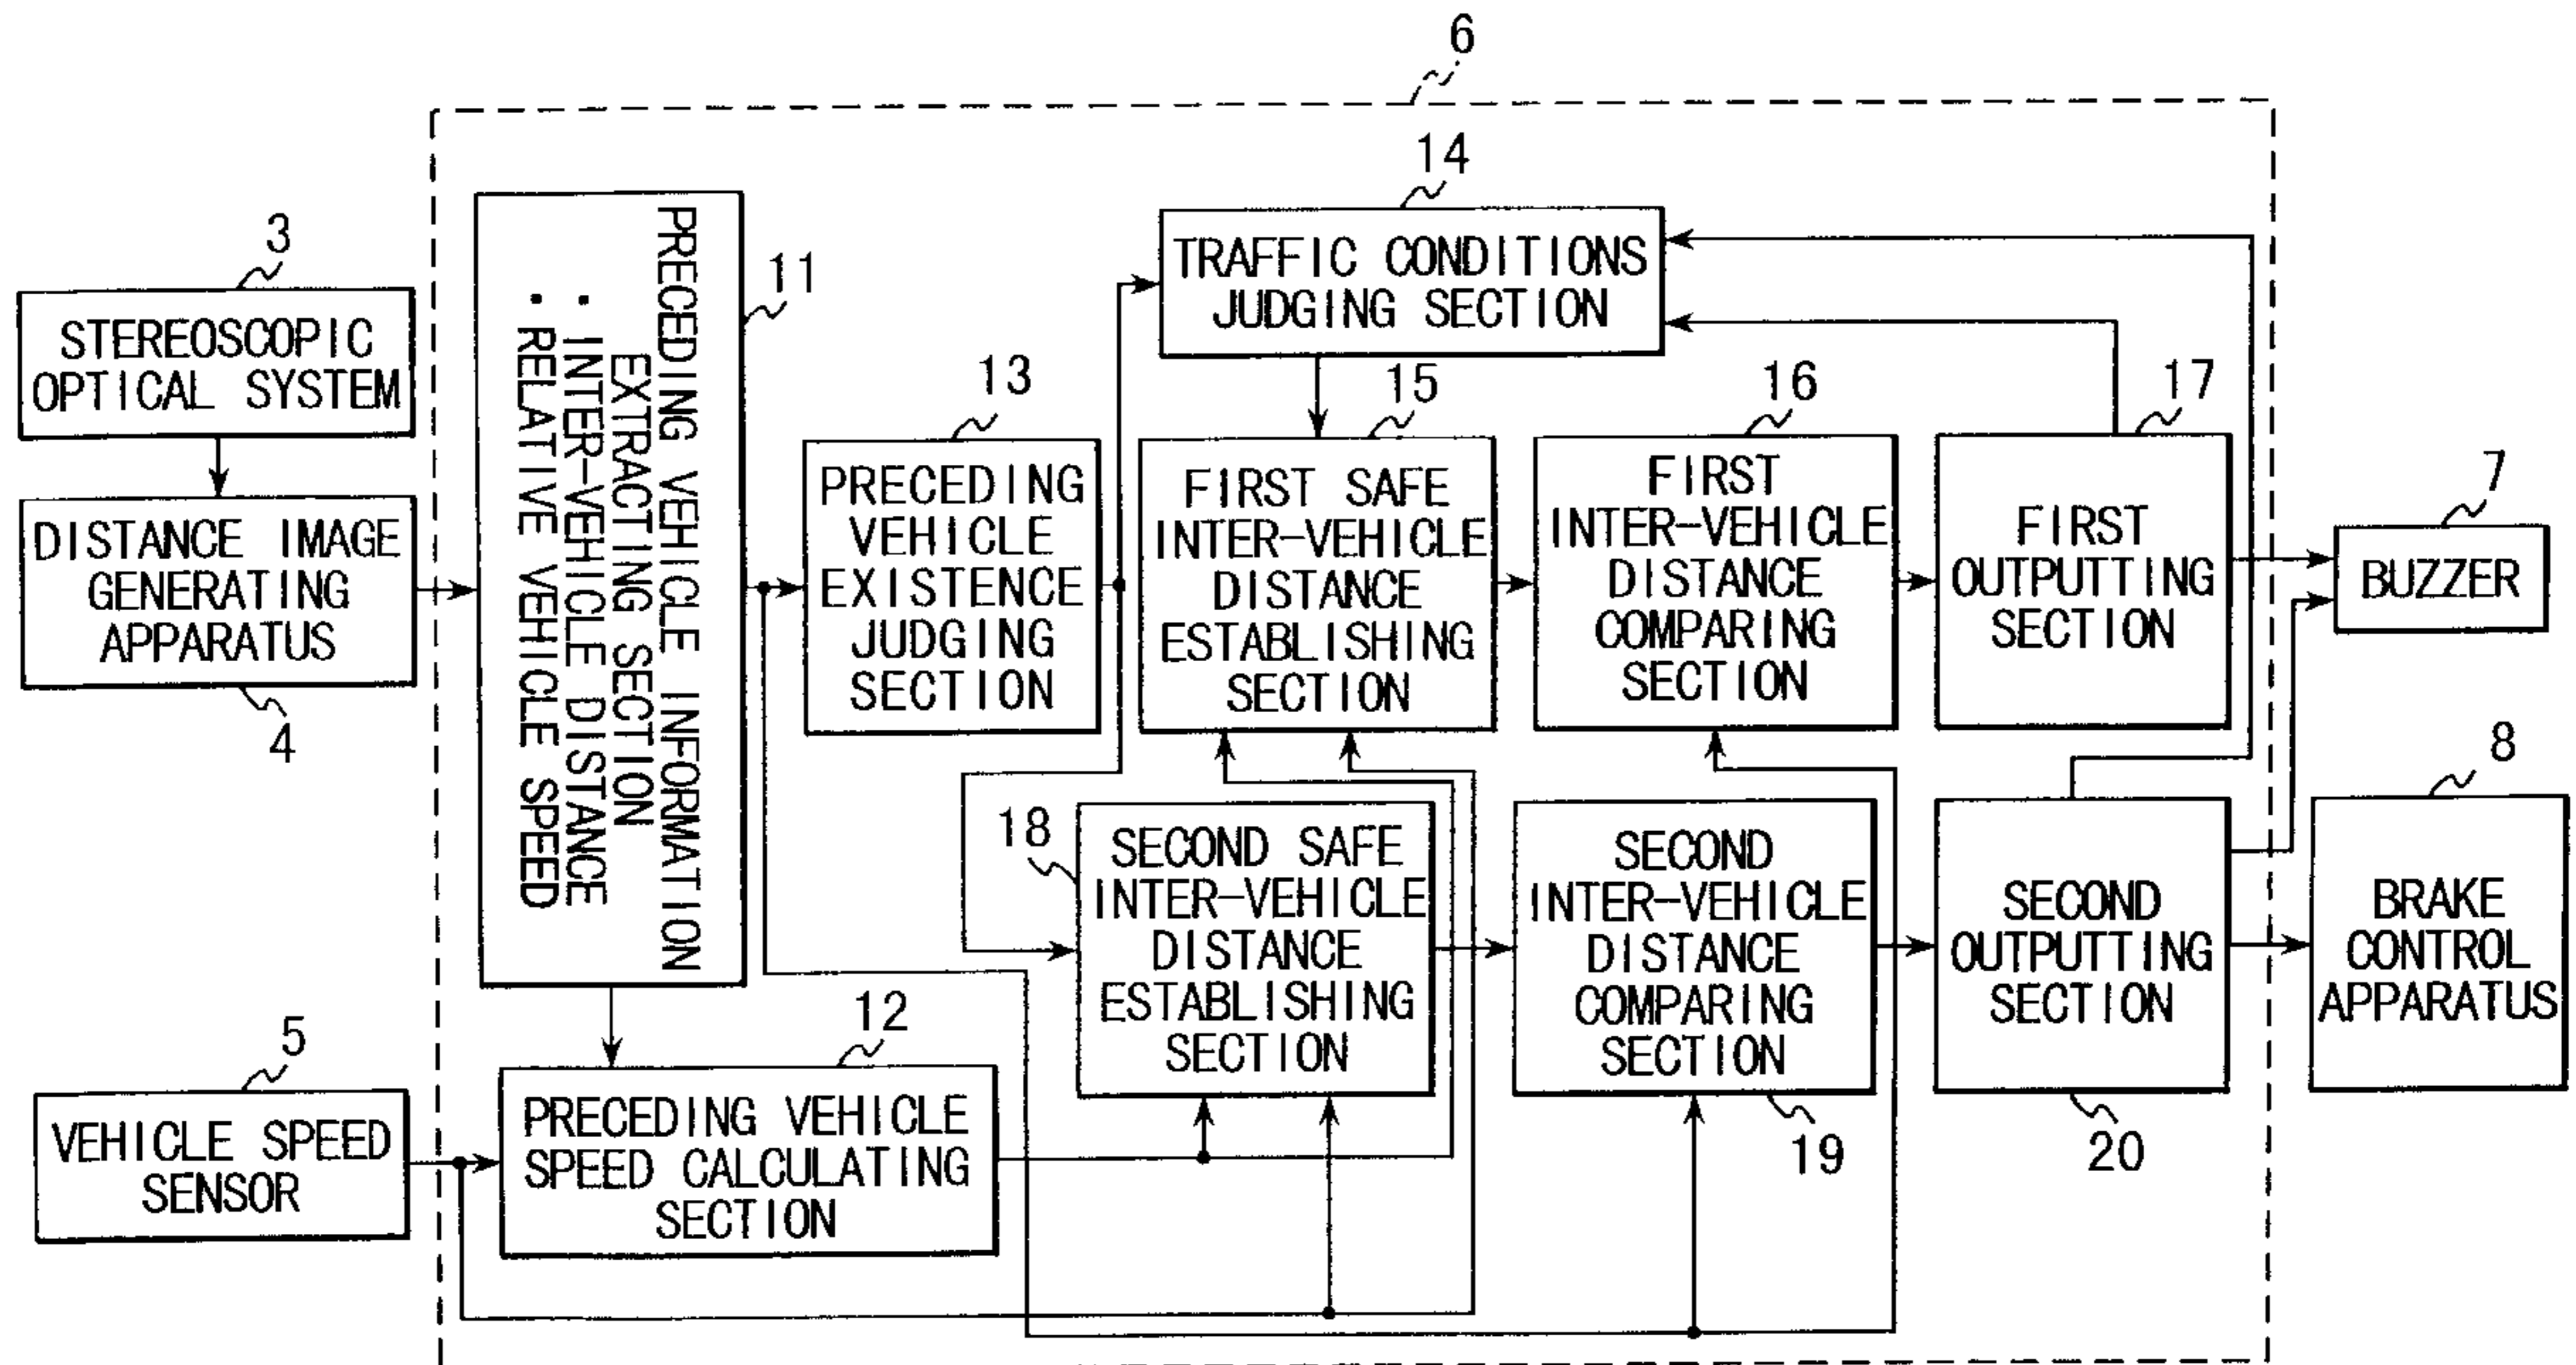 6
3
STEREOSCOPIC
OPTICAL SYSTEM
DISTANCE IMAGE
GENERATING
APPARATUS
4
5
VEHICLE SPEED
SENSOR
11
PRECEDING VEHICLE INFORMATION
EXTRACTING SECTION
・INTER-VEHICLE DISTANCE
・RELATIVE VEHICLE SPEED
12
PRECEDING VEHICLE
SPEED CALCULATING
SECTION
13
PRECEDING
VEHICLE
EXISTENCE
JUDGING
SECTION
14
TRAFFIC CONDITIONS
JUDGING SECTION
15
FIRST SAFE
INTER-VEHICLE
DISTANCE
ESTABLISHING
SECTION
16
FIRST
INTER-VEHICLE
DISTANCE
COMPARING
SECTION
17
FIRST
OUTPUTTING
SECTION
7
BUZZER
18
SECOND SAFE
INTER-VEHICLE
DISTANCE
ESTABLISHING
SECTION
SECOND
INTER-VEHICLE
DISTANCE
COMPARING
SECTION
19
SECOND
OUTPUTTING
SECTION
20
8
BRAKE
CONTROL
APPARATUS